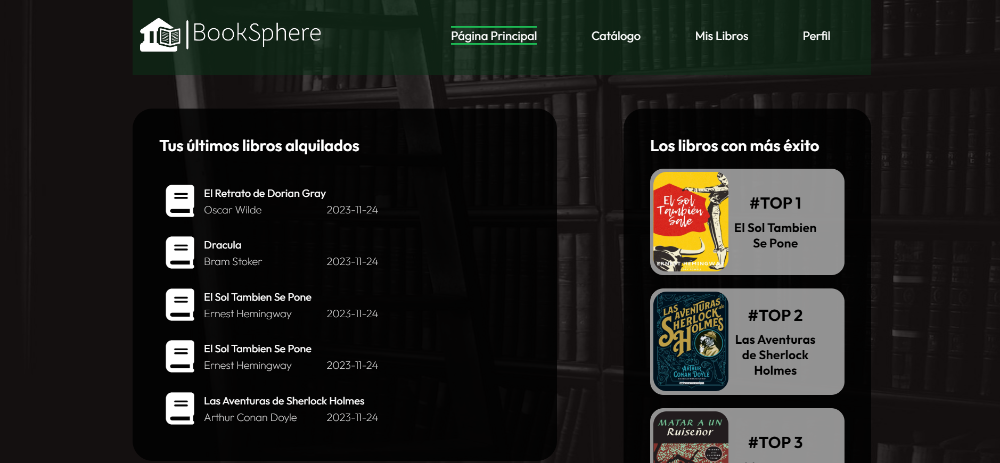 BookSphere
Página Principal
Catálogo
Mis Libros
Perfil
Tus últimos libros alquilados
El Retrato de Dorian Gray
Oscar Wilde 2023-11-24
Dracula
Bram Stoker 2023-11-24
El Sol Tambien Se Pone
Ernest Hemingway 2023-11-24
El Sol Tambien Se Pone
Ernest Hemingway 2023-11-24
Las Aventuras de Sherlock Holmes
Arthur Conan Doyle 2023-11-24
Los libros con más éxito
El Sol
También
Sale
ERNEST HEMINGWAY
#TOP 1
El Sol Tambien
Se Pone
LAS AVENTURAS de
SHERLOCK
HOLMES
ARTHUR
CONAN DOYLE
#TOP 2
Las Aventuras
de Sherlock
Holmes
MATAR A UN
Ruiseñor
WINNER
of the
PULITZER
PRIZE
#TOP 3